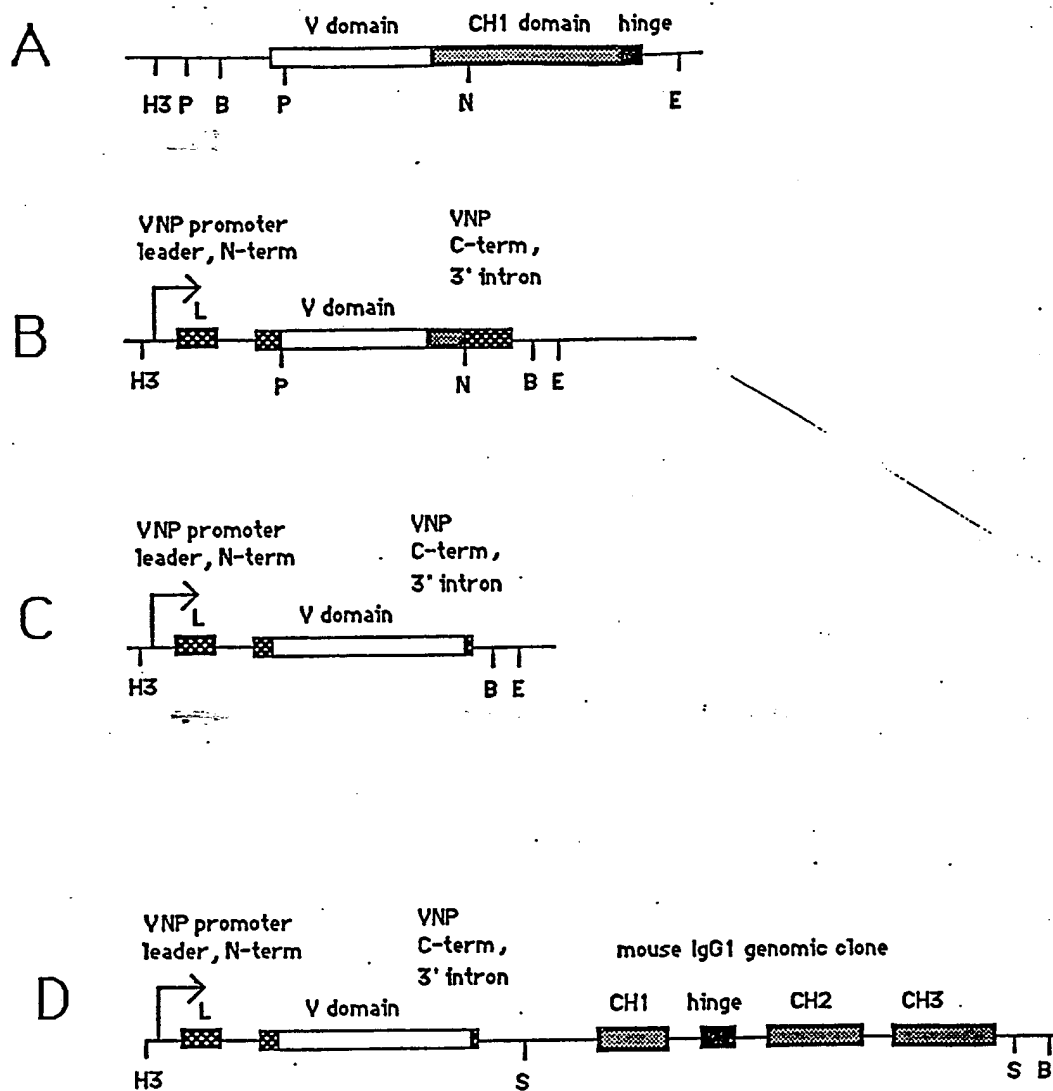 A
V domain CH1 domain hinge
H3 P B P N E
B
VNP promoter
leader, N-term
VNP
C-term,
3' intron
L
V domain
H3 P N B E
C
VNP promoter
leader, N-term
VNP
C-term,
3' intron
L
V domain
H3 B E
D
VNP promoter
leader, N-term
VNP
C-term,
3' intron
mouse IgG1 genomic clone
L
V domain
CH1 hinge CH2 CH3
H3 S S B